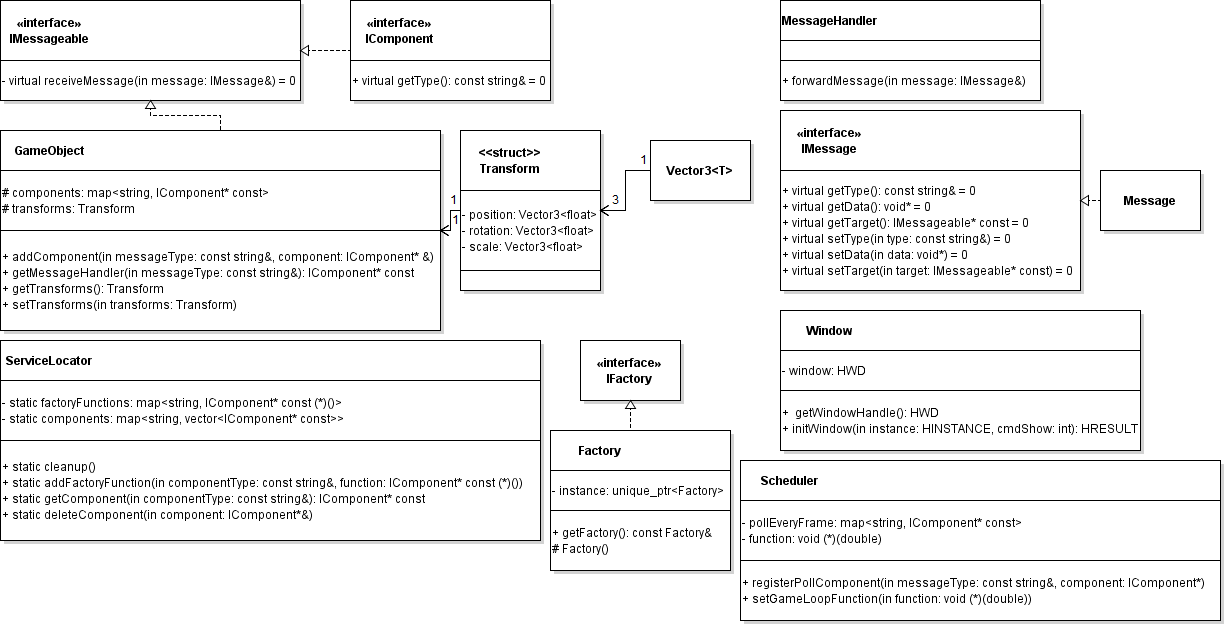 «interface»
IMessageable
- virtual receiveMessage(in message: IMessage&) = 0
«interface»
IComponent
+ virtual getType(): const string& = 0
MessageHandler
+ forwardMessage(in message: IMessage&)
GameObject
# components: map<string, IComponent* const>
# transforms: Transform
+ addComponent(in messageType: const string&, component: IComponent* &)
+ getMessageHandler(in messageType: const string&): IComponent* const
+ getTransforms(): Transform
+ setTransforms(in transforms: Transform)
1
1
<<struct>>
Transform
- position: Vector3<float>
- rotation: Vector3<float>
- scale: Vector3<float>
1
3
Vector3<T>
«interface»
IMessage
+ virtual getType(): const string& = 0
+ virtual getData(): void* = 0
+ virtual getTarget(): IMessageable* const = 0
+ virtual setType(in type: const string&) = 0
+ virtual setData(in data: void*) = 0
+ virtual setTarget(in target: IMessageable* const) = 0
Message
ServiceLocator
- static factoryFunctions: map<string, IComponent* const (*)()>
- static components: map<string, vector<IComponent* const>>
+ static cleanup()
+ static addFactoryFunction(in componentType: const string&, function: IComponent* const (*)())
+ static getComponent(in componentType: const string&): IComponent* const
+ static deleteComponent(in component: IComponent*&)
«interface»
IFactory
Factory
- instance: unique_ptr<Factory>
+ getFactory(): const Factory&
# Factory()
Window
- window: HWD
+ getWindowHandle(): HWD
+ initWindow(in instance: HINSTANCE, cmdShow: int): HRESULT
Scheduler
- pollEveryFrame: map<string, IComponent* const>
- function: void (*)(double)
+ registerPollComponent(in messageType: const string&, component: IComponent*)
+ setGameLoopFunction(in function: void (*)(double))